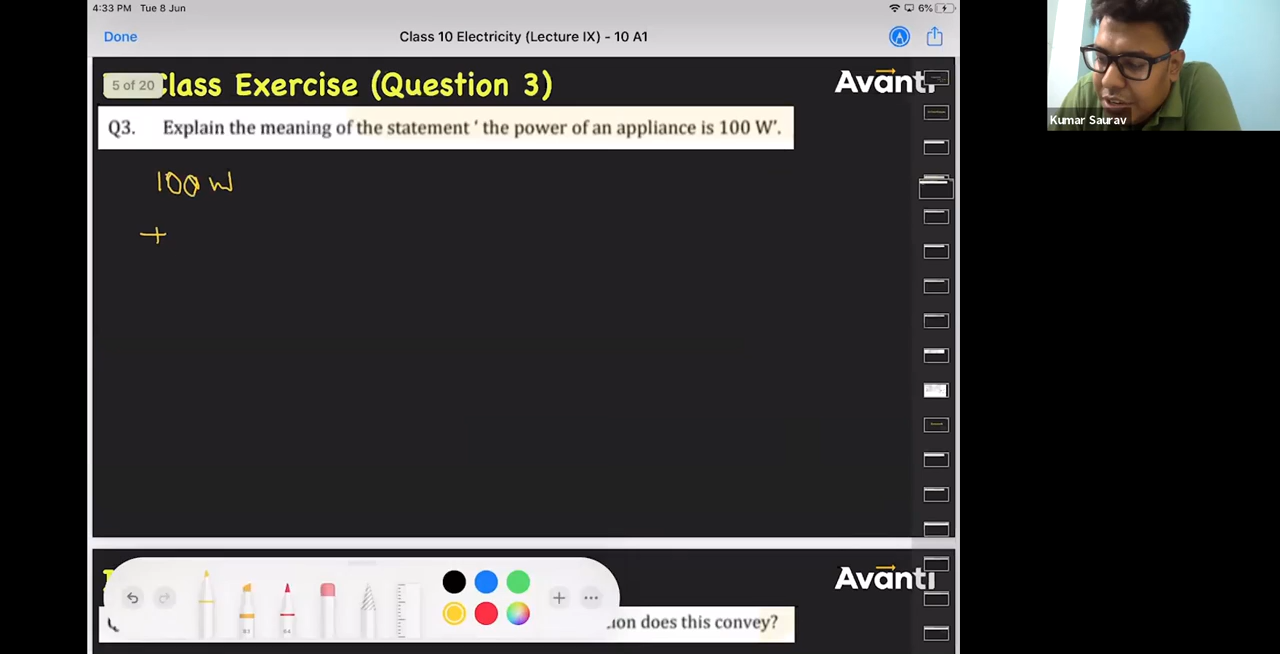 4:33 PM Tue 8 Jun
6%
Done
Class 10 Electricity (Lecture IX) - 10 A1
5 of 20
Class Exercise (Question 3)
Avanti
Q3. Explain the meaning of the statement ‘ the power of an appliance is 100 W’.
100 W
+
Kumar Saurav
Avanti
ion does this convey?